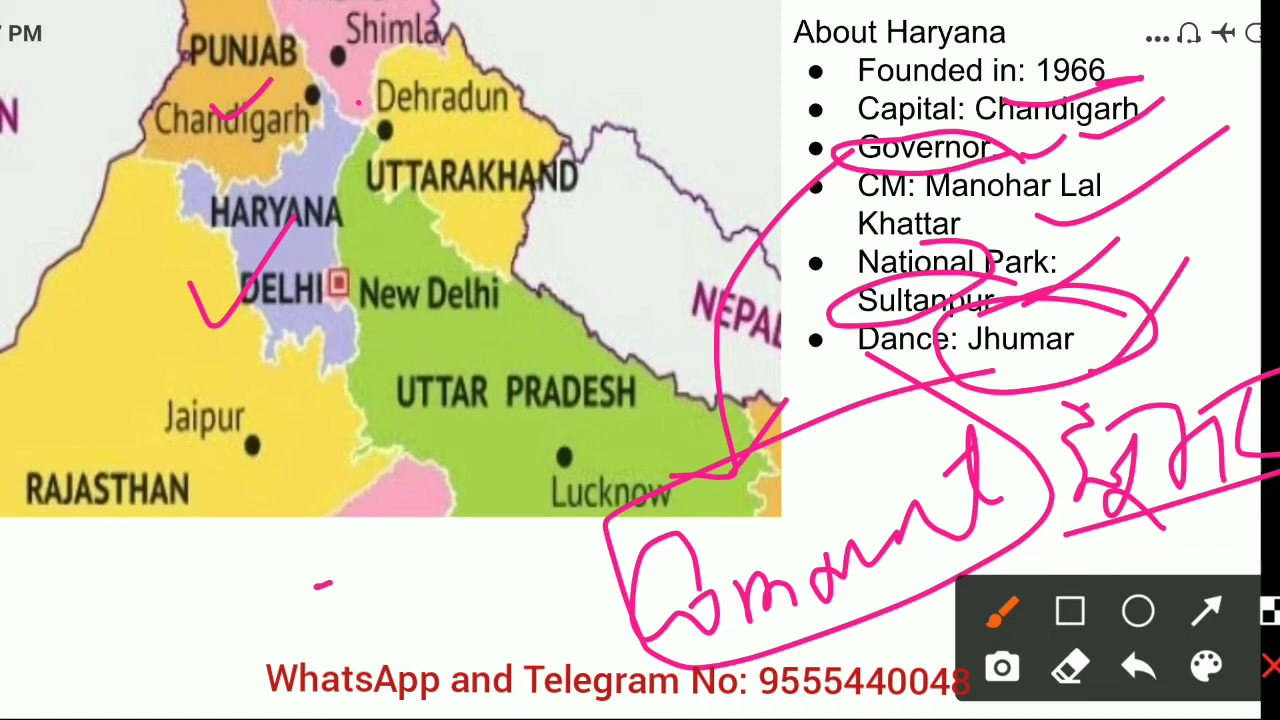 PM
About Haryana
Founded in: 1966
Capital: Chandigarh
Governor
CM: Manohar Lal
Khattar
National Park:
Sultanpur
Dance: Jhumar
Shimla
PUNJAB
Chandigarh
Dehradun
UTTARAKHAND
HARYANA
DELHI
New Delhi
NEPAL
UTTAR PRADESH
Jaipur
RAJASTHAN
Lucknow
WhatsApp and Telegram No: 9555440048